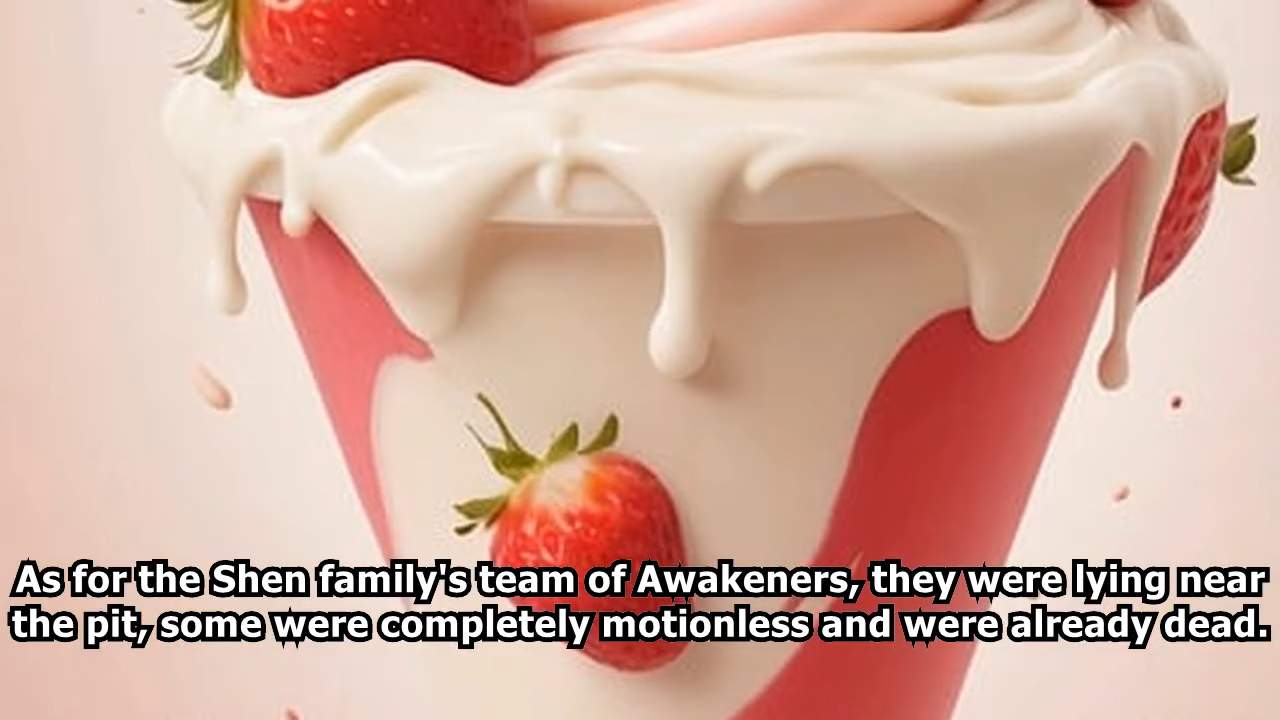 As for the Shen family's team of Awakeners, they were lying near
the pit, some were completely motionless and were already dead.